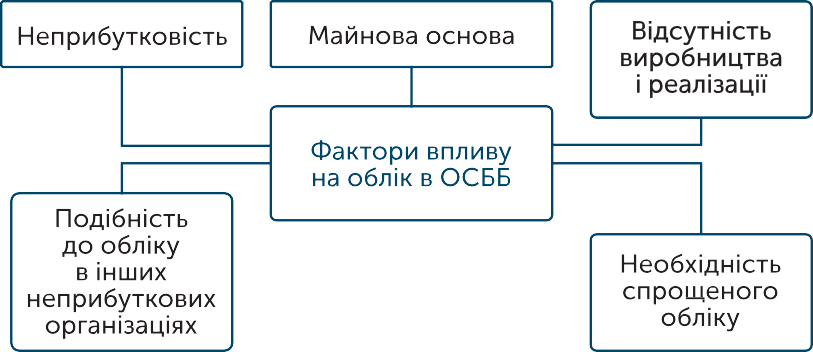 Неприбутковість
Майнова основа
Відсутність
виробництва
і реалізації
Фактори впливу
на облік в ОСББ
Подібність
до обліку
в інших
неприбуткових
організаціях
Необхідність
спрощеного
обліку